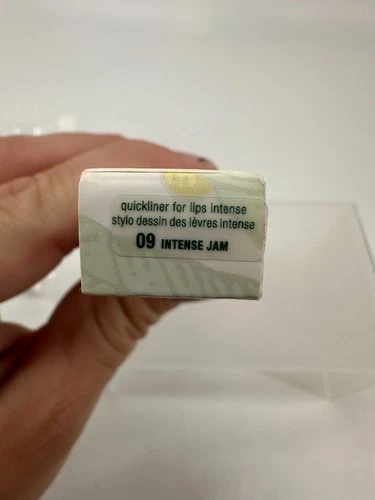 quickliner for lips intense
stylo dessin des lèvres intense
09 INTENSE JAM